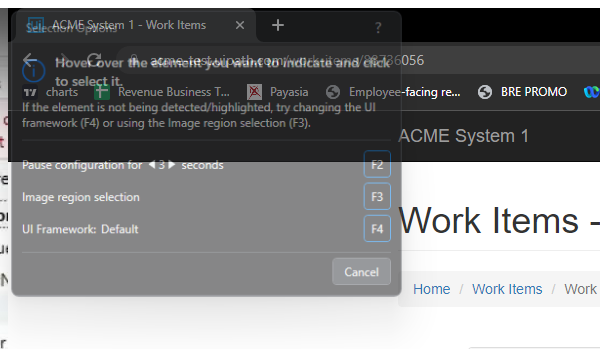 Selection Options
ACME System 1 - Work Items
?
acme-test.uipath.com/workitems/98736056
Hover over the element you want to indicate and click
to select it.
charts
Revenue Business T...
Payasia
Employee-facing re...
BRE PROMO
If the element is not being detected/highlighted, try changing the UI
framework (F4) or using the Image region selection (F3).
ACME System 1
Pause configuration for 3 seconds
F2
Image region selection
F3
UI Framework: Default
F4
Work Items -
Cancel
Home / Work Items / Work